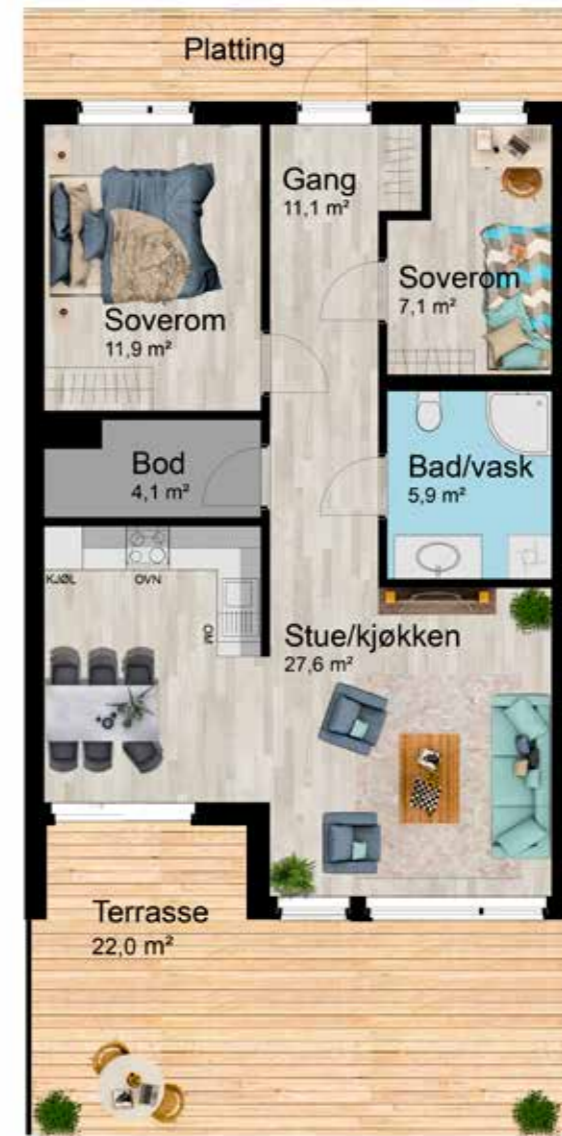 Platting
Gang
11,1 m²
Soverom
7,1 m²
Soverom
11,9 m²
Bod
4,1 m²
Bad/vask
5,9 m²
KJØL
OVN
OM
Stue/kjøkken
27,6 m²
Terrasse
22,0 m²